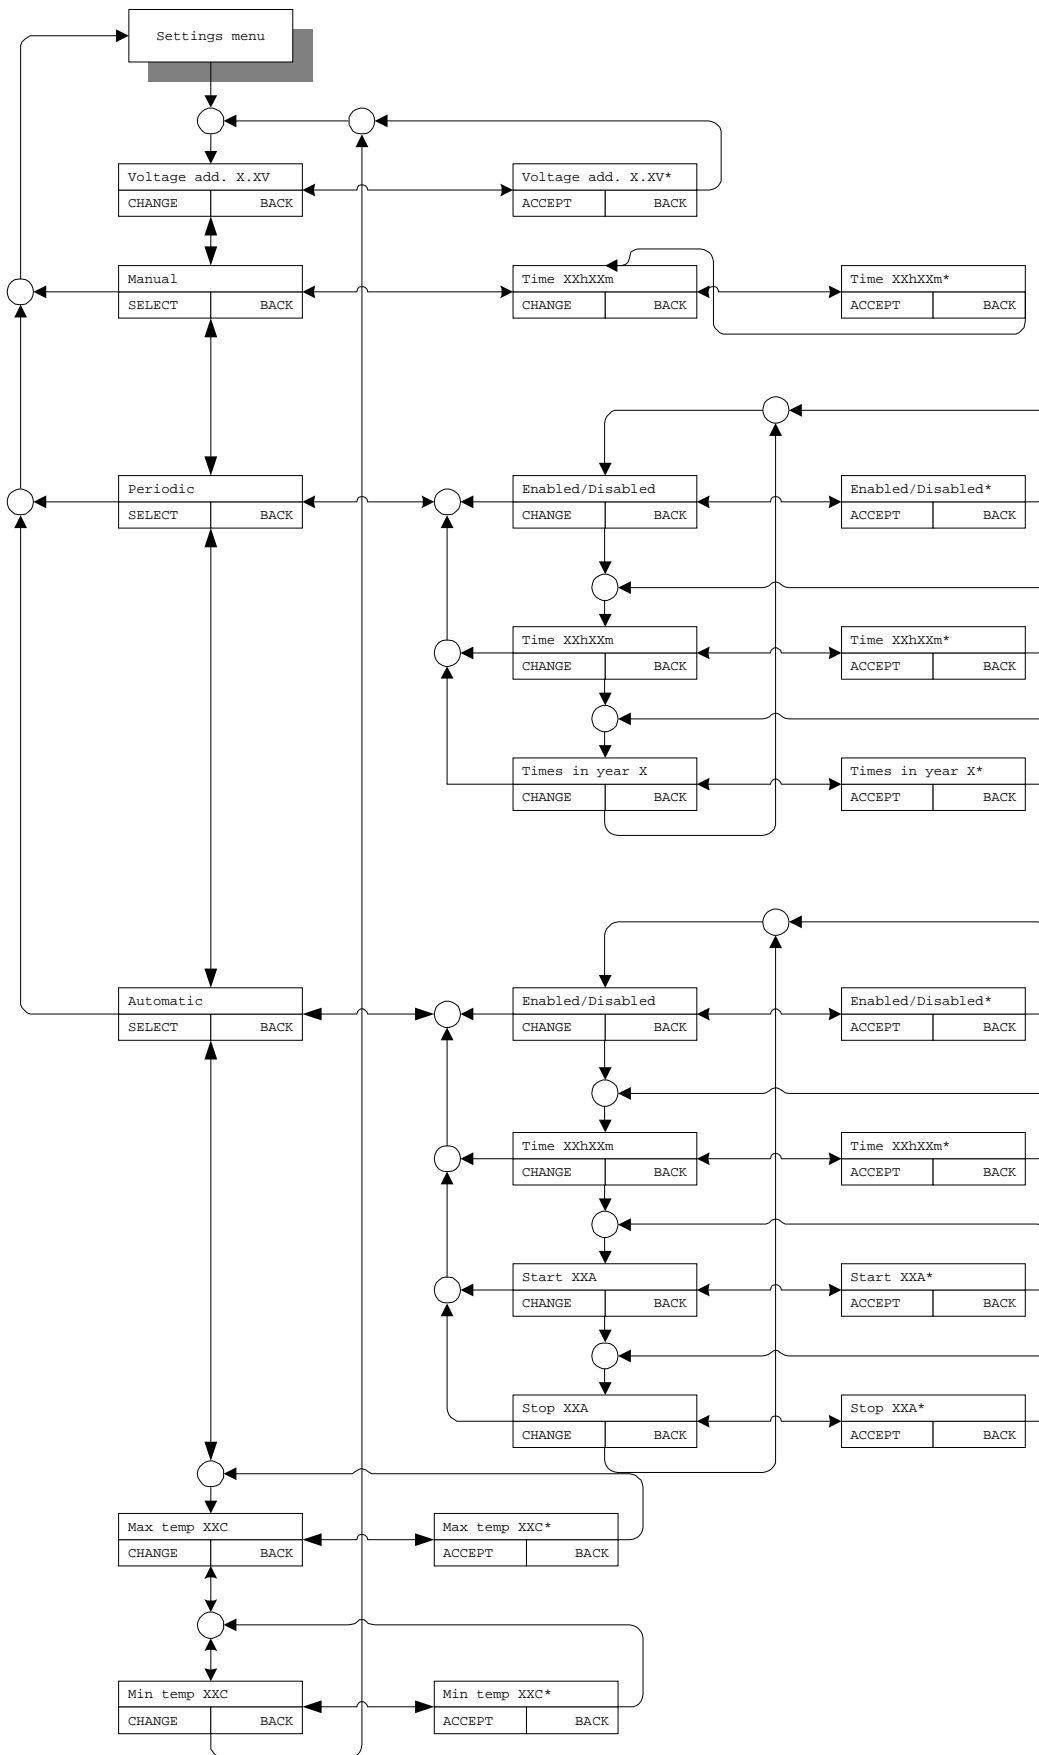 Settings menu
Voltage add. X.XV
CHANGE BACK
Voltage add. X.XV*
ACCEPT BACK
Manual
SELECT BACK
Time XXhXXm
CHANGE BACK
Time XXhXXm*
ACCEPT BACK
Periodic
SELECT BACK
Enabled/Disabled
CHANGE BACK
Enabled/Disabled*
ACCEPT BACK
Time XXhXXm
CHANGE BACK
Time XXhXXm*
ACCEPT BACK
Times in year X
CHANGE BACK
Times in year X*
ACCEPT BACK
Automatic
SELECT BACK
Enabled/Disabled
CHANGE BACK
Enabled/Disabled*
ACCEPT BACK
Time XXhXXm
CHANGE BACK
Time XXhXXm*
ACCEPT BACK
Start XXA
CHANGE BACK
Start XXA*
ACCEPT BACK
Stop XXA
CHANGE BACK
Stop XXA*
ACCEPT BACK
Max temp XXC
CHANGE BACK
Max temp XXC*
ACCEPT BACK
Min temp XXC
CHANGE BACK
Min temp XXC*
ACCEPT BACK